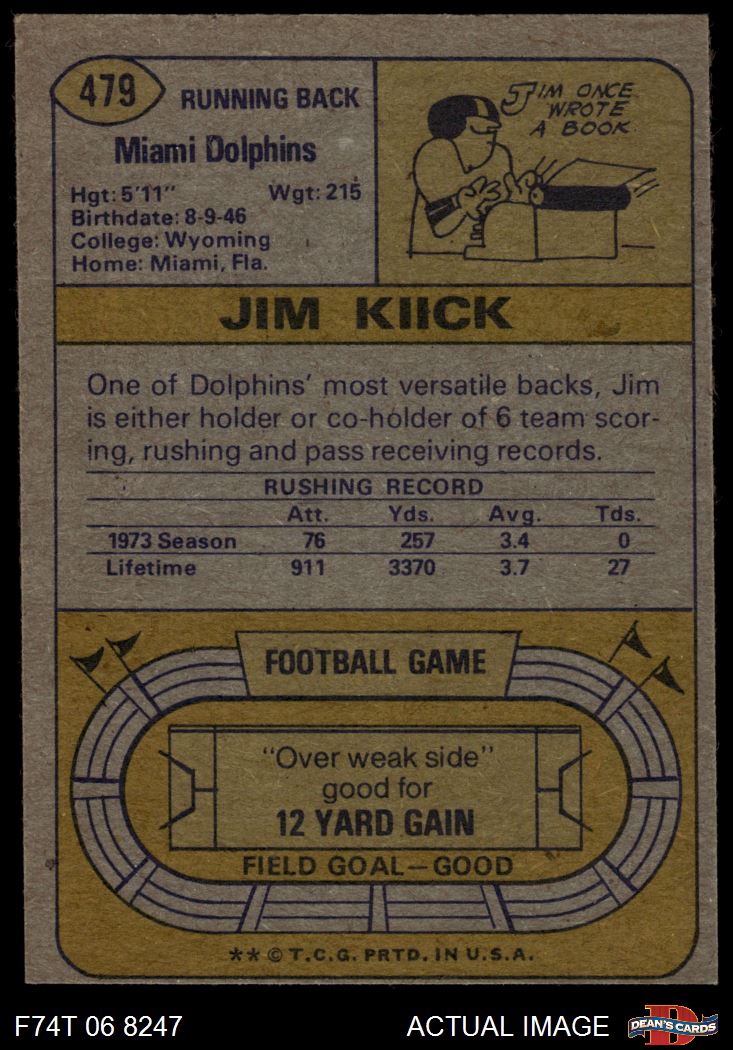 479
RUNNING BACK
Miami Dolphins
Hgt: 5'11" Wgt: 215
Birthdate: 8-9-46
College: Wyoming
Home: Miami, Fla.
JIM ONCE
WROTE
A BOOK
JIM KIICK
One of Dolphins' most versatile backs, Jim
is either holder or co-holder of 6 team scor-
ing, rushing and pass receiving records.
RUSHING RECORD
Att. Yds. Avg. Tds.
1973 Season 76 257 3.4 0
Lifetime 911 3370 3.7 27
FOOTBALL GAME
"Over weak side"
good for
12 YARD GAIN
FIELD GOAL—GOOD
** © T.C.G. PRTD. IN U.S.A.
F74T 06 8247 ACTUAL IMAGE
DEAN'S CARDS